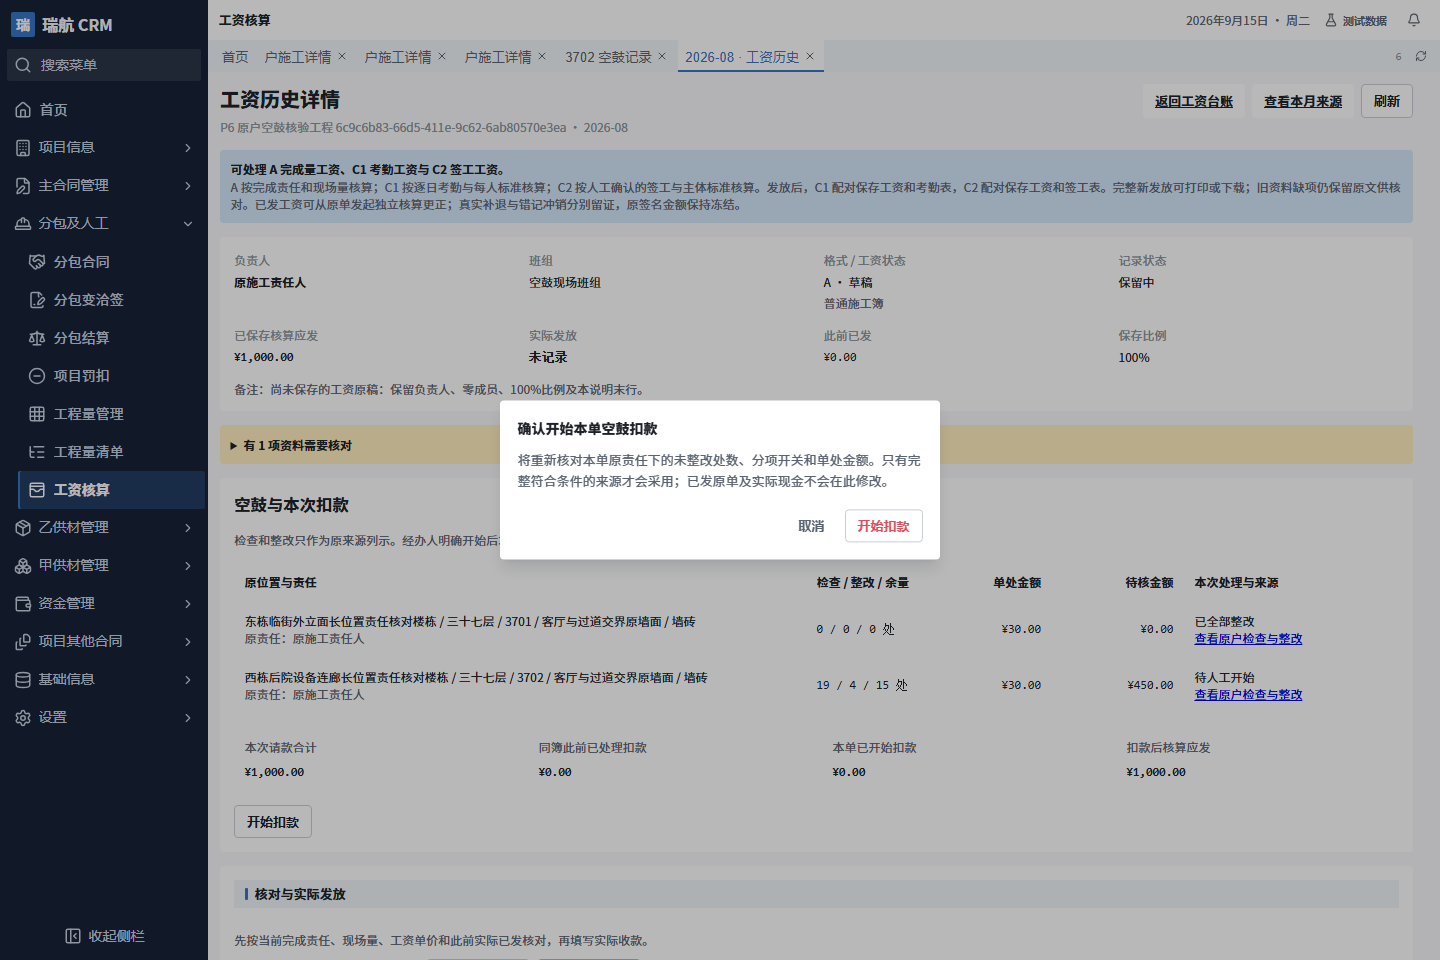 瑞 瑞航 CRM
搜索菜单
首页
项目信息
主合同管理
分包及人工
分包合同
分包变洽签
分包结算
项目罚扣
工程量管理
工程量清单
工资核算
乙供材管理
甲供材管理
资金管理
项目其他合同
基础信息
设置
收起侧栏
工资核算
2026年9月15日 · 周二 测试数据
首页 户施工详情 × 户施工详情 × 户施工详情 × 3702 空鼓记录 × 2026-08 · 工资历史 × 6
工资历史详情
返回工资台账 查看本月来源 刷新
P6 原户空鼓核验工程 6c9c6b83-66d5-411e-9c62-6ab80570e3ea · 2026-08
可处理 A 完成量工资、C1 考勤工资与 C2 签工工资。
A 按完成责任和现场量核算；C1 按逐日考勤与每人标准核算；C2 按人工确认的签工与主体标准核算。发放后，C1 配对保存工资和考勤表，C2 配对保存工资和签工表。完整新发放可打印或下载；旧资料缺项仍保留原文供核
对。已发工资可从原单发起独立核算更正；真实补退与错记冲销分别留证，原签名金额保持冻结。
负责人 班组 格式 / 工资状态 记录状态
原施工责任人 空鼓现场班组 A · 草稿 保留中
普通施工簿
已保存核算应发 实际发放 此前已发 保存比例
¥1,000.00 未记录 ¥0.00 100%
备注：尚未保存的工资原稿：保留负责人、零成员、100%比例及本说明末行。
有 1 项资料需要核对
确认开始本单空鼓扣款
将重新核对本单原责任下的未整改处数、分项开关和单处金额。只有完
整符合条件的来源才会采用；已发原单及实际现金不会在此修改。
取消 开始扣款
空鼓与本次扣款
检查和整改只作为原来源列示。经办人明确开始后
原位置与责任 检查 / 整改 / 余量 单处金额 待核金额 本次处理与来源
东栋临街外立面长位置责任核对楼栋 / 三十七层 / 3701 / 客厅与过道交界原墙面 / 墙砖 0 / 0 / 0 处 ¥30.00 ¥0.00 已全部整改
原责任：原施工责任人 查看原户检查与整改
西栋后院设备连廊长位置责任核对楼栋 / 三十七层 / 3702 / 客厅与过道交界原墙面 / 墙砖 19 / 4 / 15 处 ¥30.00 ¥450.00 待人工开始
原责任：原施工责任人 查看原户检查与整改
本次请款合计 同簿此前已处理扣款 本单已开始扣款 扣款后核算应发
¥1,000.00 ¥0.00 ¥0.00 ¥1,000.00
开始扣款
核对与实际发放
先按当前完成责任、现场量、工资单价和此前实际已发核对，再填写实际收款。